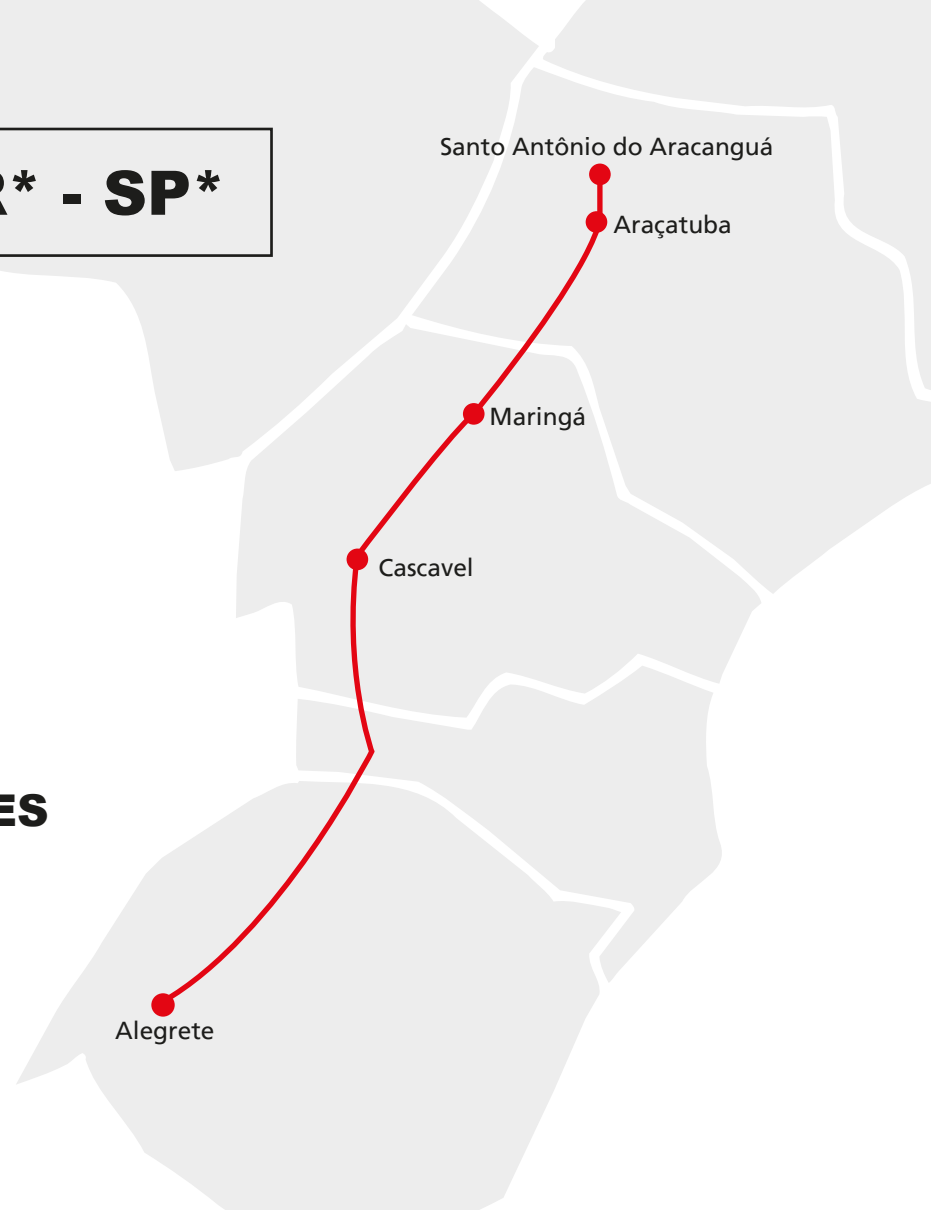 Santo Antônio do Aracanguá
R* - SP*
Araçatuba
Maringá
Cascavel
ES
Alegrete